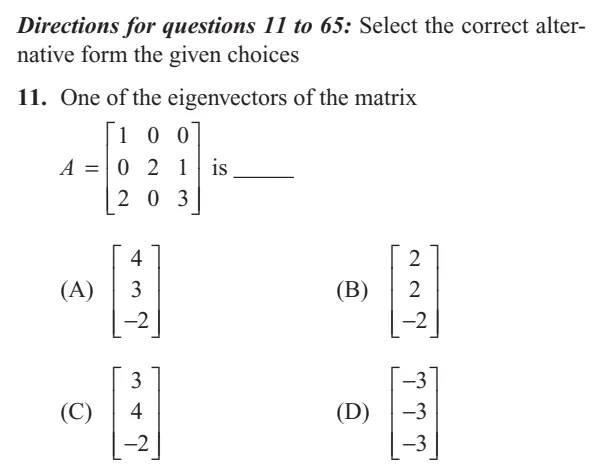 Directions for questions 11 to 65: Select the correct alter-
native form the given choices
11. One of the eigenvectors of the matrix
A = [1 0 0
0 2 1
2 0 3] is _____
(A) [4
3
−2]
(B) [2
2
−2]
(C) [3
4
−2]
(D) [−3
−3
−3]